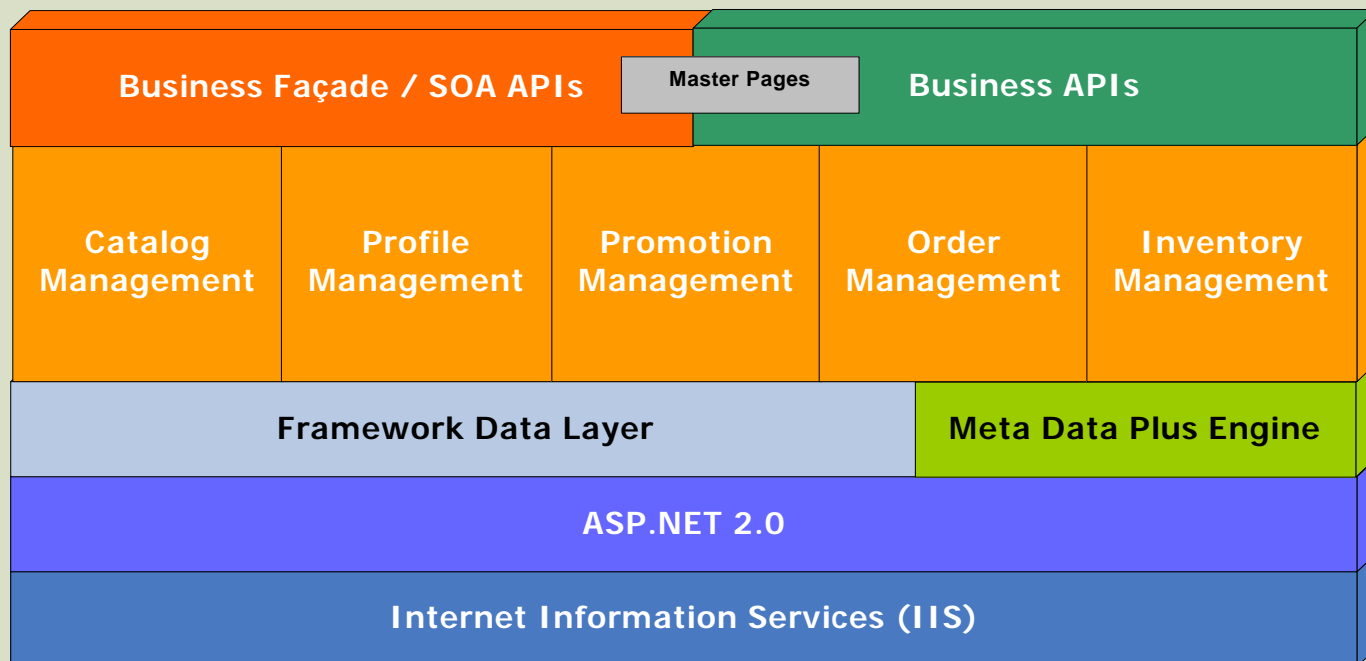 Business Façade / SOA APIs
Master Pages
Business APIs
Catalog
Management
Profile
Management
Promotion
Management
Order
Management
Inventory
Management
Framework Data Layer
Meta Data Plus Engine
ASP.NET 2.0
Internet Information Services (IIS)